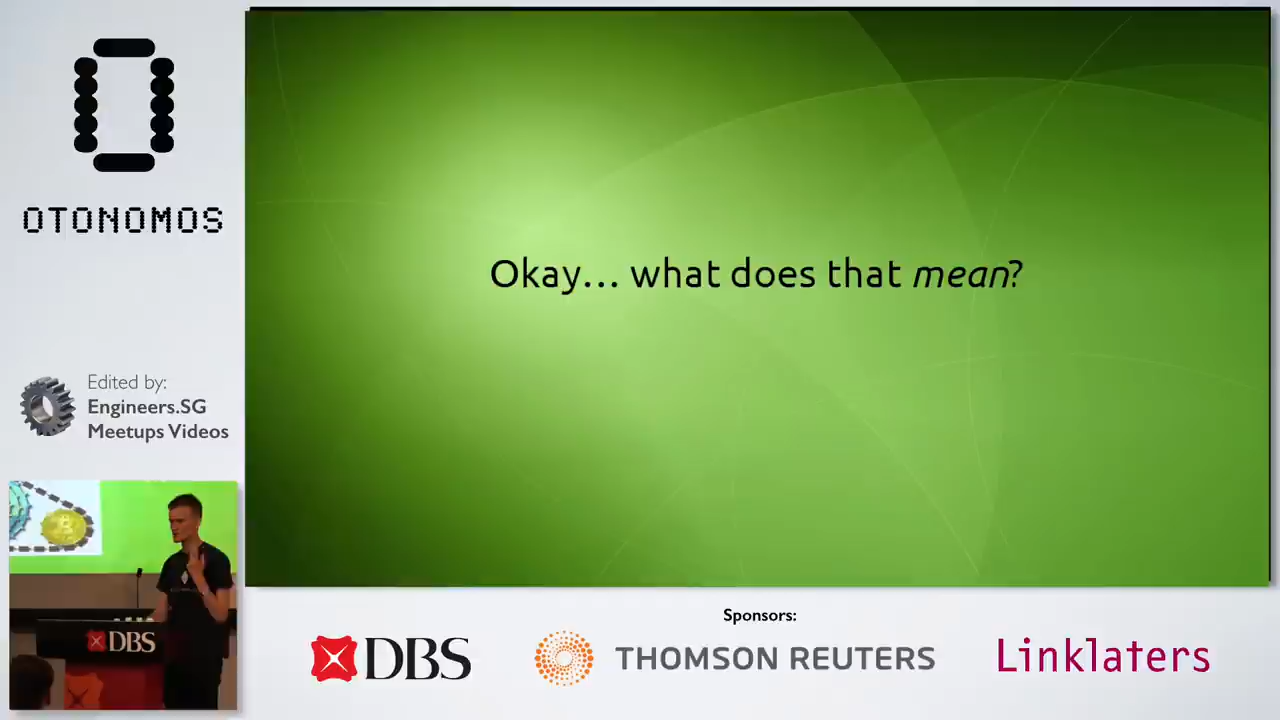 OTONOMOS
Okay... what does that mean?
Edited by:
Engineers.SG
Meetups Videos
DBS
Sponsors:
DBS
THOMSON REUTERS
Linklaters